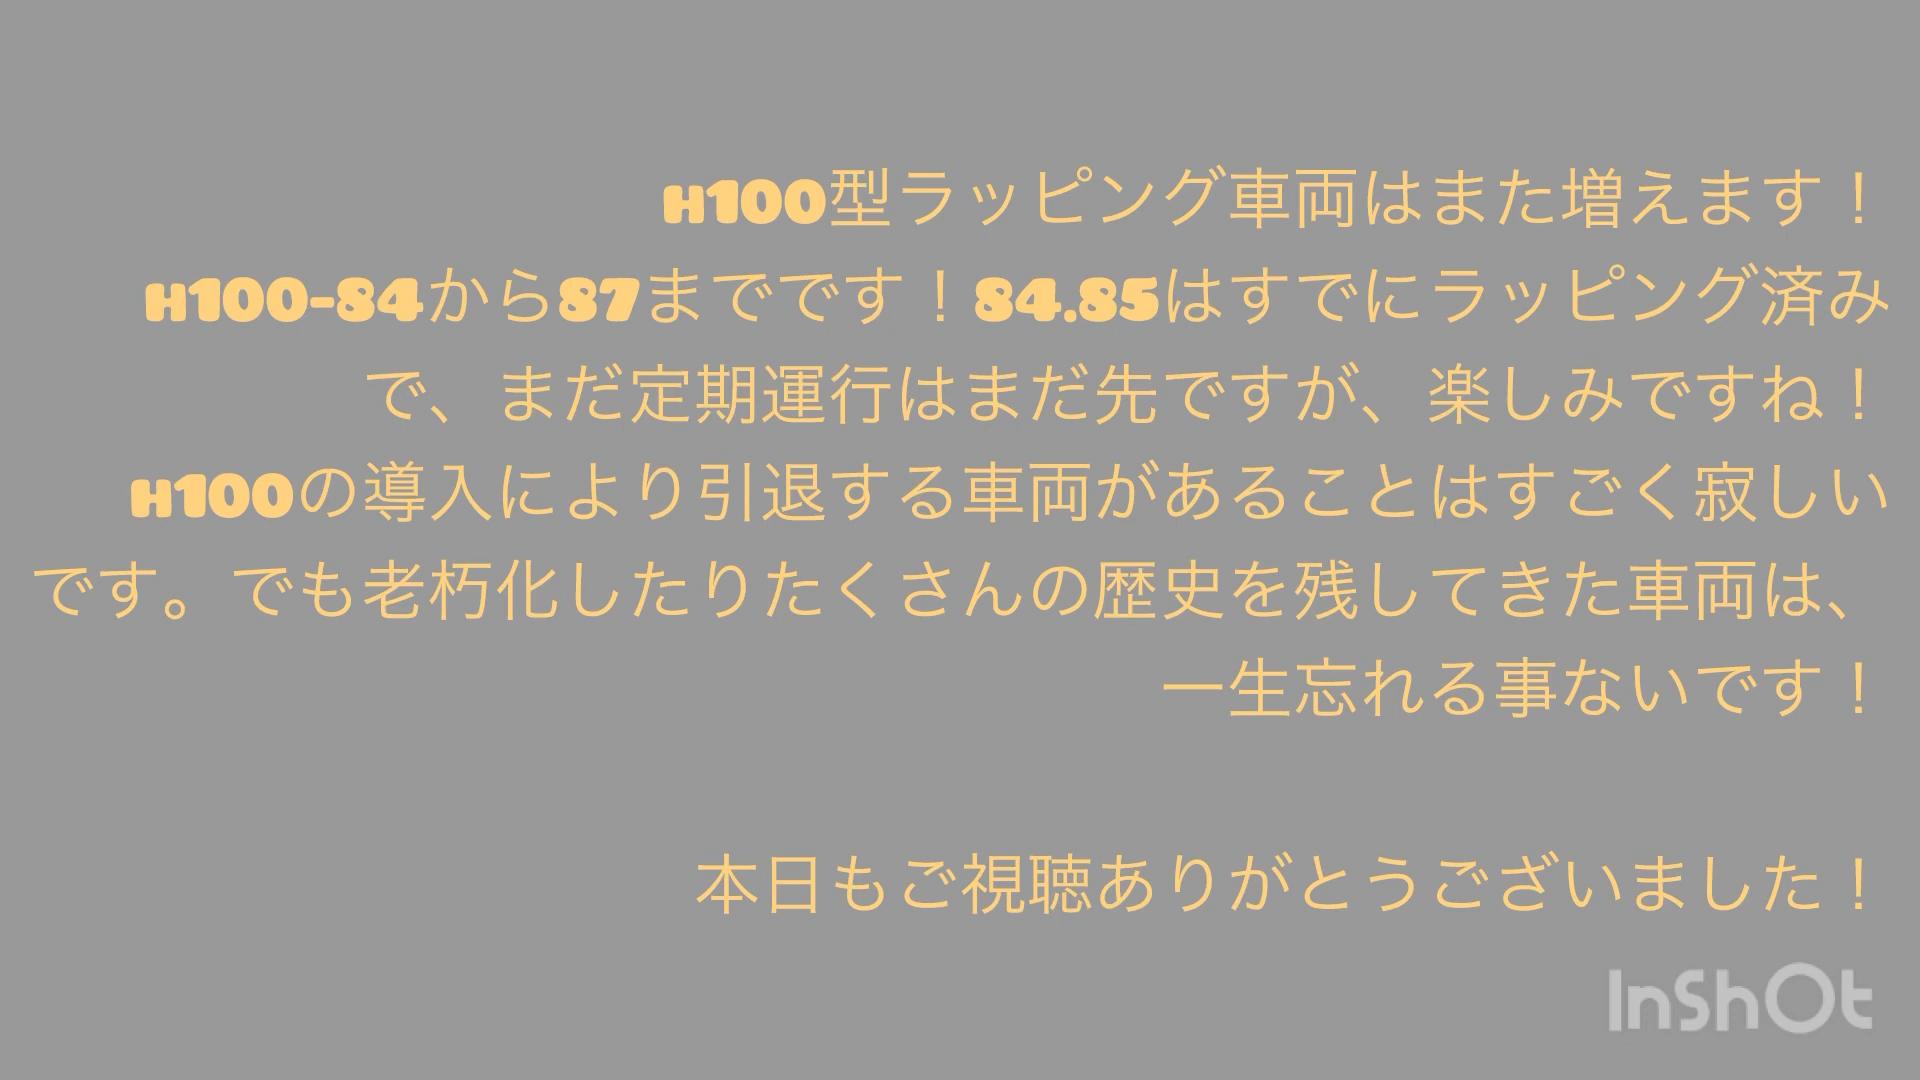 H100型ラッピング車両はまた増えます！
H100-84から87までです！84.85はすでにラッピング済み
で、まだ定期運行はまだ先ですが、楽しみですね！
H100の導入により引退する車両があることはすごく寂しい
です。でも老朽化したりたくさんの歴史を残してきた車両は、
一生忘れる事ないです！
本日もご視聴ありがとうございました！
InShOt